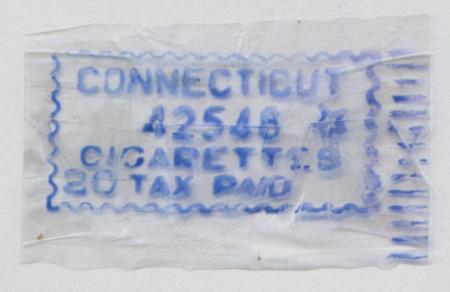 CONNECTICUT
42548
CIGARETTES
20 TAX PAID